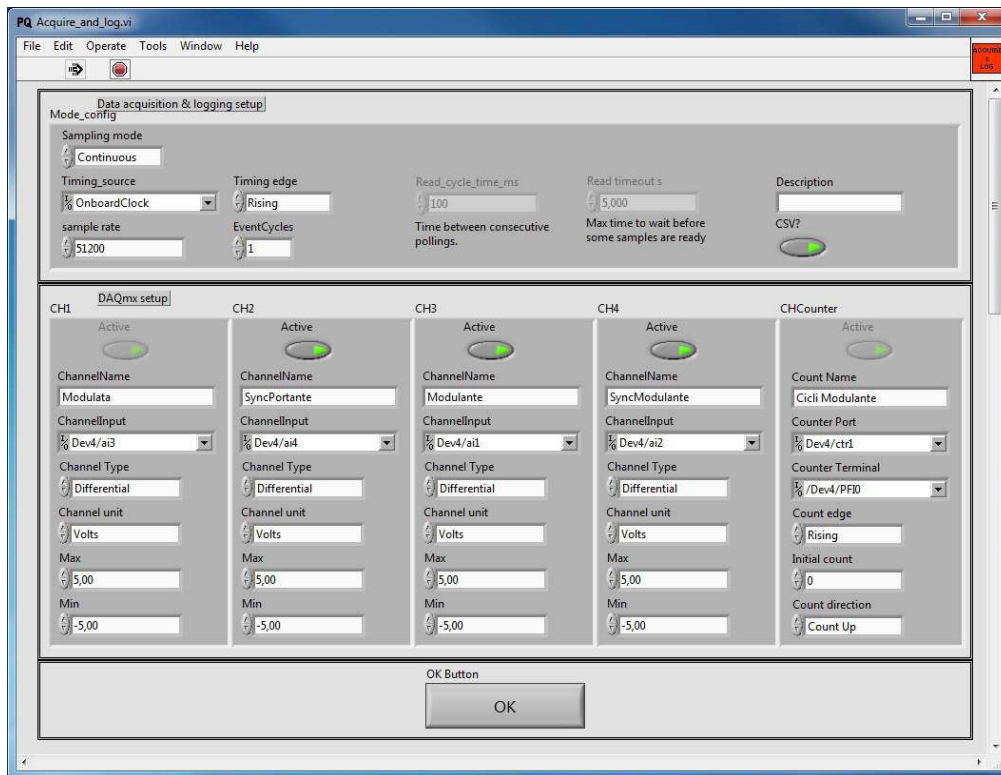 PQ Acquire_and_log.vi
File Edit Operate Tools Window Help
ACQUIRE
&
LOG
Data acquisition & logging setup
Mode_config
Sampling mode
Continuous
Timing_source Timing edge Read_cycle_time_ms Read timeout s Description
OnboardClock Rising 100 5,000
sample rate EventCycles Time between consecutive pollings. Max time to wait before some samples are ready CSV?
51200 1
DAQmx setup
CH1 CH2 CH3 CH4 CHCounter
Active Active Active Active Active
ChannelName ChannelName ChannelName ChannelName Count Name
Modulata SyncPortante Modulante SyncModulante Cicli Modulante
ChannelInput ChannelInput ChannelInput ChannelInput Counter Port
Dev4/ai3 Dev4/ai4 Dev4/ai1 Dev4/ai2 Dev4/ctr1
Channel Type Channel Type Channel Type Channel Type Counter Terminal
Differential Differential Differential Differential /Dev4/PFI0
Channel unit Channel unit Channel unit Channel unit Count edge
Volts Volts Volts Volts Rising
Max Max Max Max Initial count
5,00 5,00 5,00 5,00 0
Min Min Min Min Count direction
-5,00 -5,00 -5,00 -5,00 Count Up
OK Button
OK